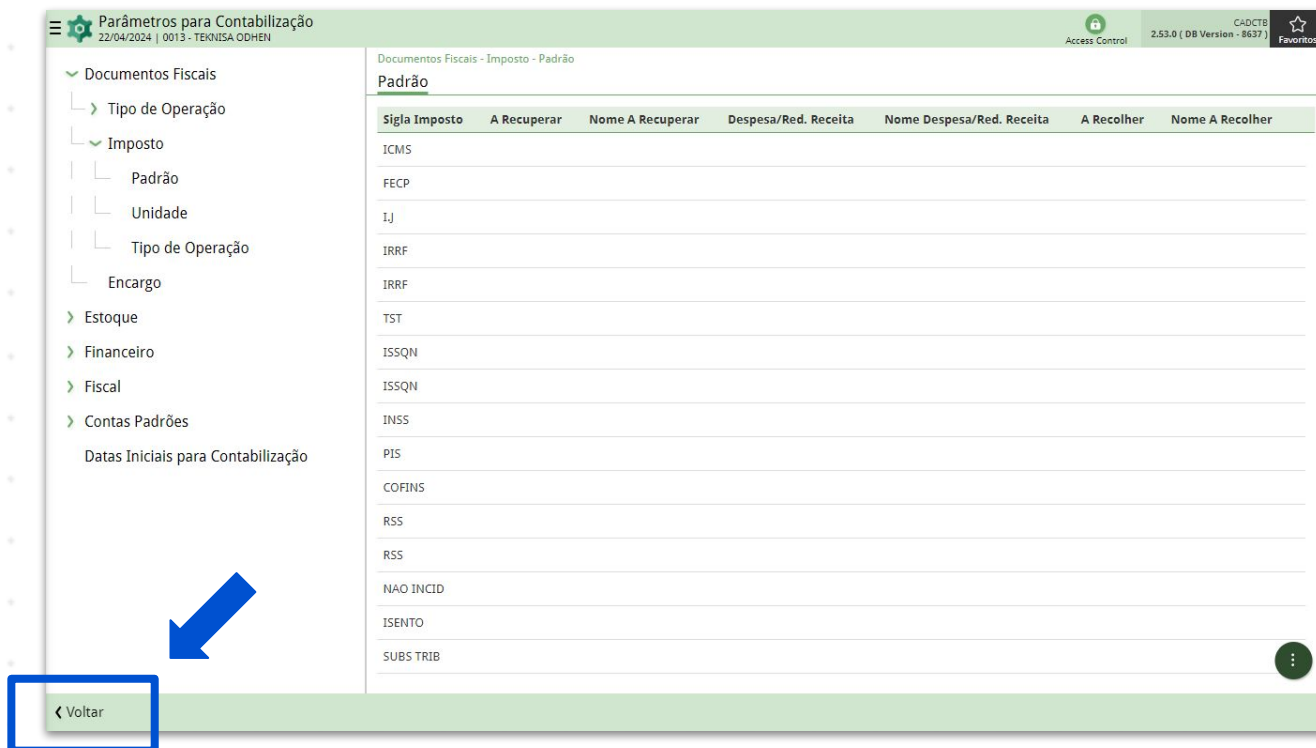 Parâmetros para Contabilização
22/04/2024 | 0013 - TEKNISA ODHEN
Access Control
CADCTB
2.53.0 ( DB Version - 8637 )
Favoritos
Documentos Fiscais
Tipo de Operação
Imposto
Padrão
Unidade
Tipo de Operação
Encargo
Estoque
Financeiro
Fiscal
Contas Padrões
Datas Iniciais para Contabilização
Documentos Fiscais - Imposto - Padrão
Padrão
Sigla Imposto A Recuperar Nome A Recuperar Despesa/Red. Receita Nome Despesa/Red. Receita A Recolher Nome A Recolher
ICMS
FECP
I.J
IRRF
IRRF
TST
ISSQN
ISSQN
INSS
PIS
COFINS
RSS
RSS
NAO INCID
ISENTO
SUBS TRIB
Voltar